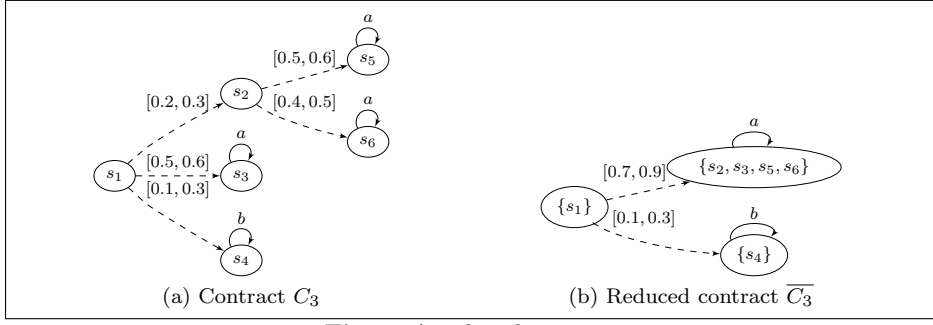 a
[0.5, 0.6] s5
[0.2, 0.3] s2 a
[0.4, 0.5]
s6
a a
[0.5, 0.6] {s2, s3, s5, s6}
s1 s3 [0.7, 0.9]
[0.1, 0.3] {s1}
b [0.1, 0.3] b
s4 {s4}
(a) Contract C3 (b) Reduced contract C̅3̅